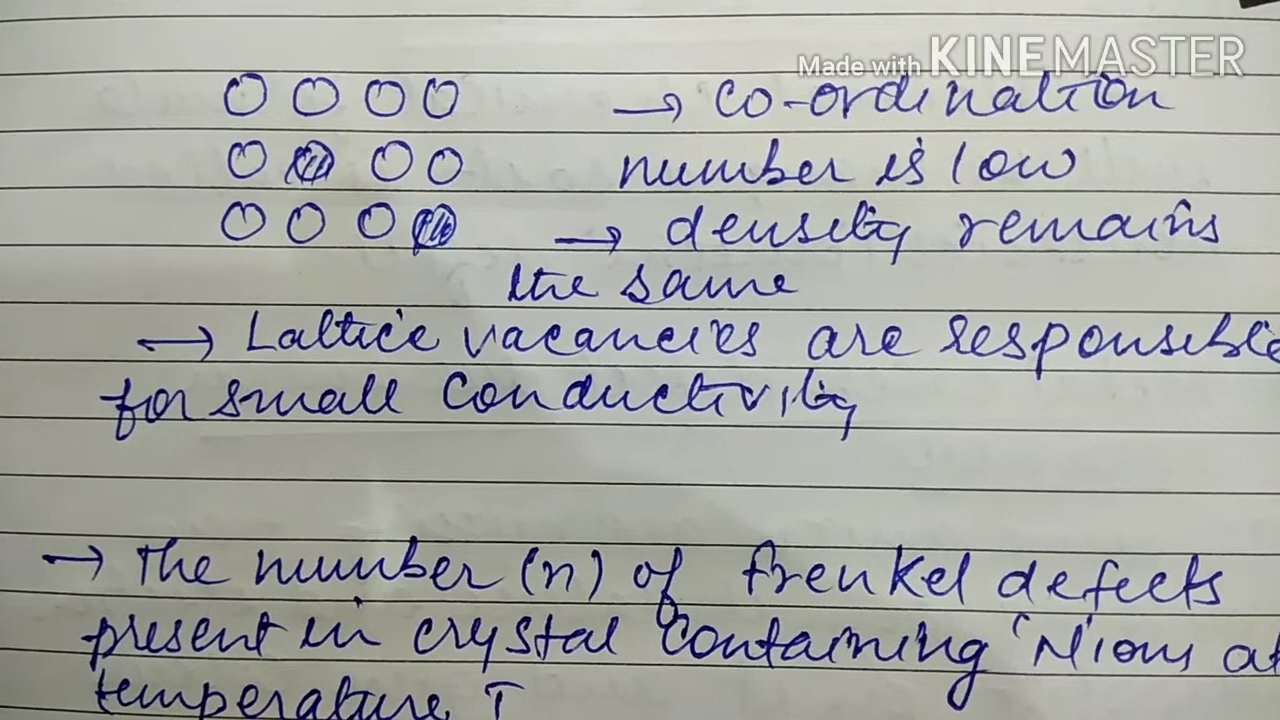 Made with KINEMASTER
→ co-ordination
number is low
→ density remains
the same
→ Lattice vacancies are responsible
for small conductivity
→ the number (n) of frenkel defects
present in crystal containing 'N' ions at
temperature T